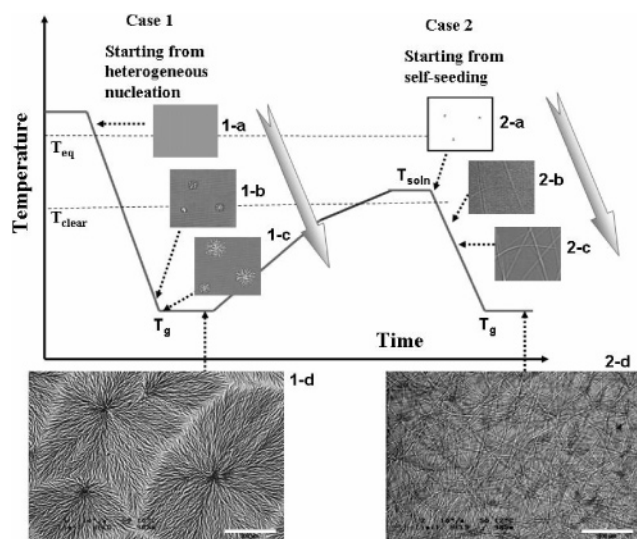 Case 1
Starting from
heterogeneous
nucleation
Case 2
Starting from
self-seeding
Temperature
T_eq
T_clear
1-a
1-b
1-c
T_g
T_soln
2-a
2-b
2-c
T_g
Time
1-d
2-d